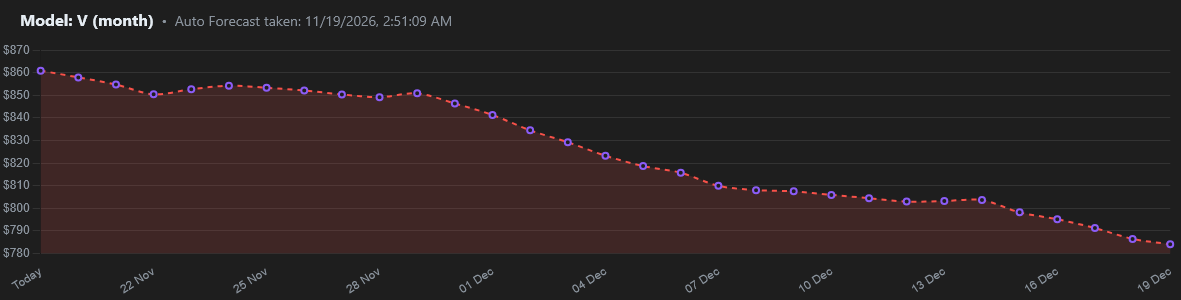 Model: V (month) • Auto Forecast taken: 11/19/2026, 2:51:09 AM
$870
$860
$850
$840
$830
$820
$810
$800
$790
$780
Today
22 Nov
25 Nov
28 Nov
01 Dec
04 Dec
07 Dec
10 Dec
13 Dec
16 Dec
19 Dec